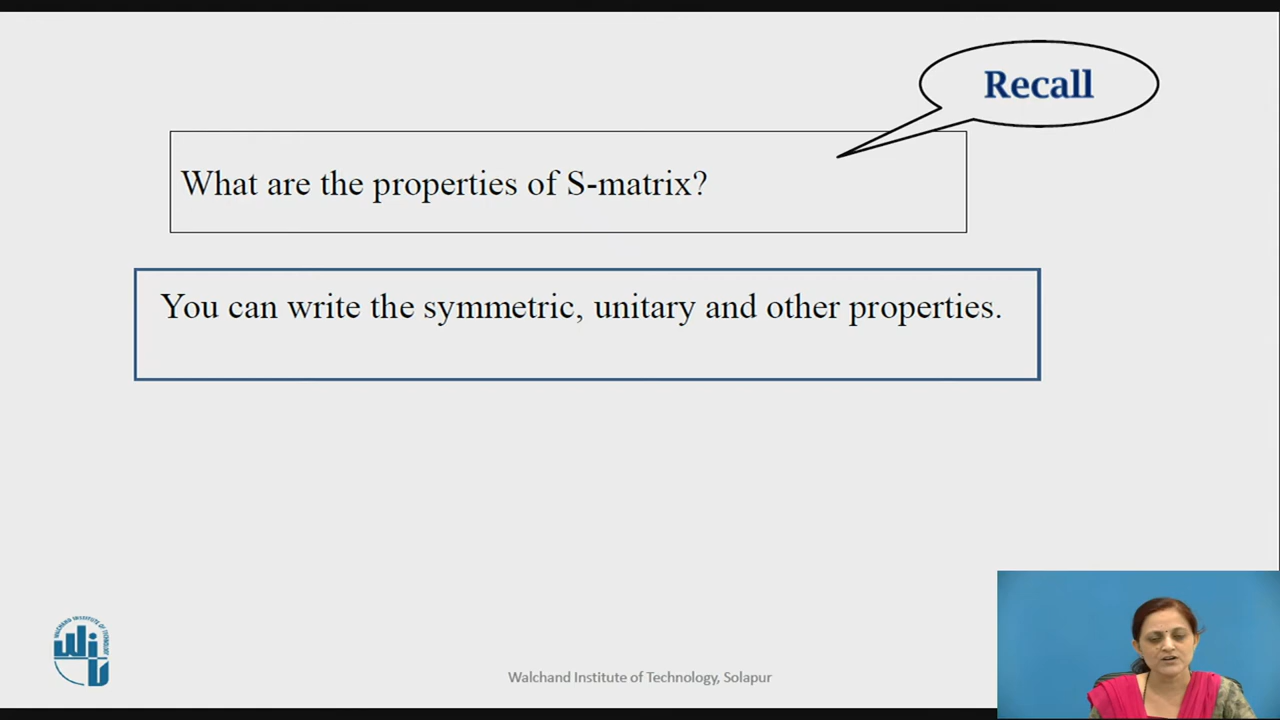 Recall
What are the properties of S-matrix?
You can write the symmetric, unitary and other properties.
Walchand Institute of Technology, Solapur